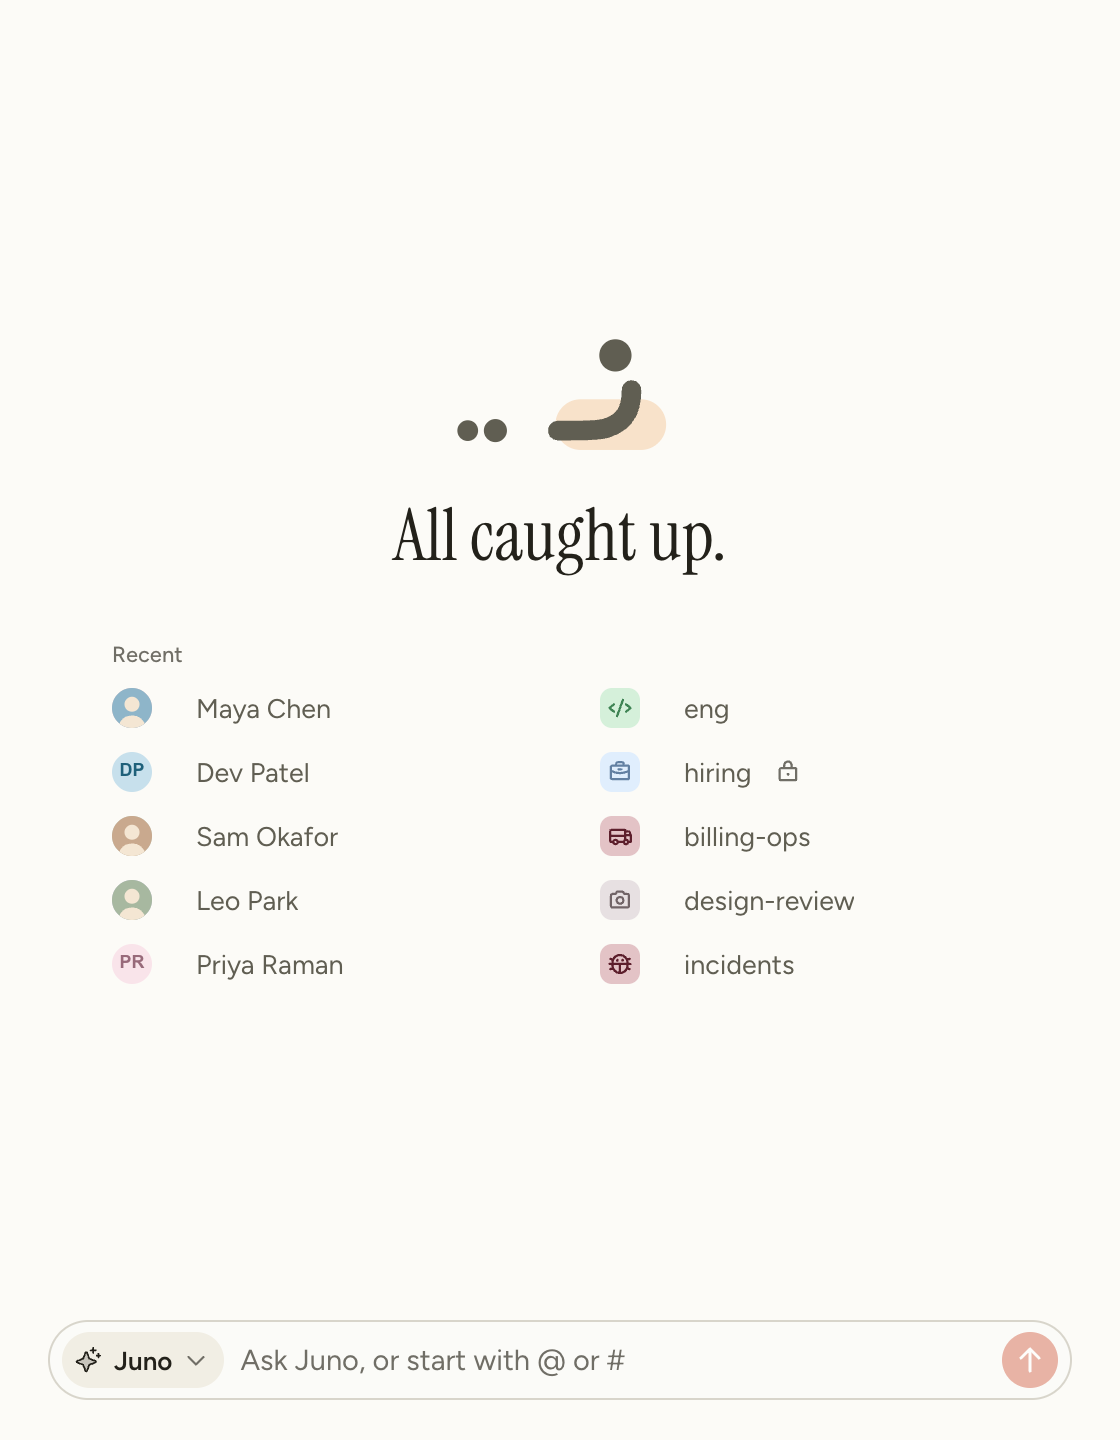 All caught up.
Recent
Maya Chen
DP Dev Patel
Sam Okafor
Leo Park
PR Priya Raman
eng
hiring
billing-ops
design-review
incidents
Juno Ask Juno, or start with @ or #